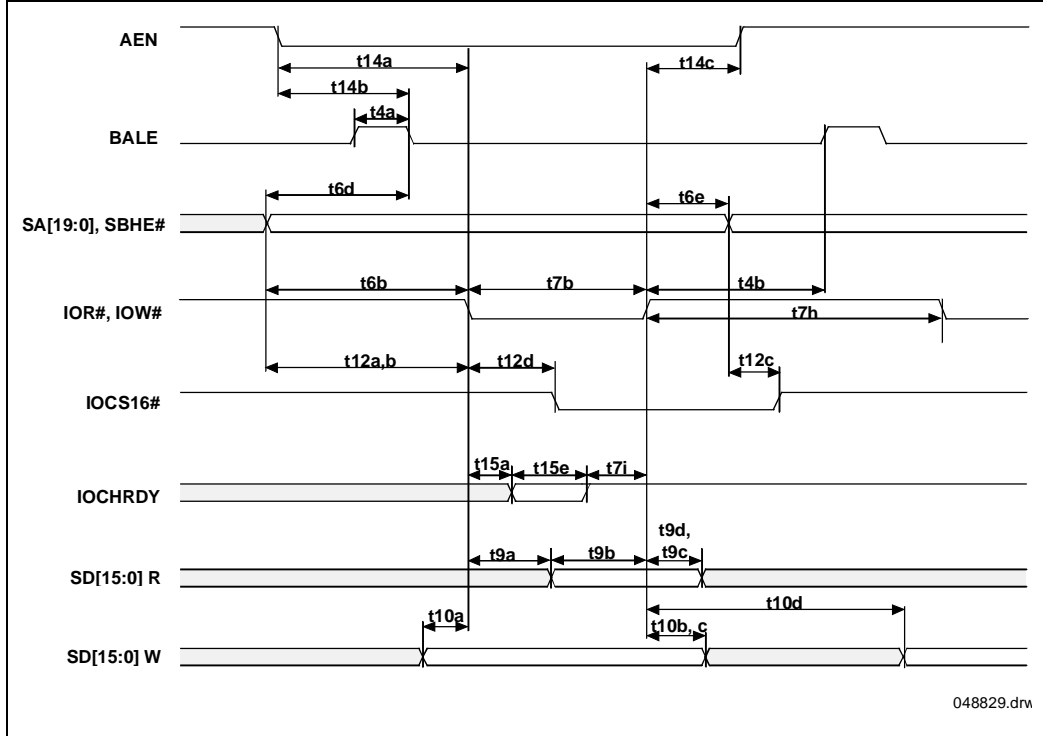 AEN
t14a
t14c
t14b
t4a
BALE
t6d
t6e
SA[19:0], SBHE#
t6b
t7b
t4b
IOR#, IOW#
t7h
t12a,b
t12d
t12c
IOCS16#
t15a
t15e
t7i
IOCHRDY
t9d,
t9a
t9b
t9c
SD[15:0] R
t10d
t10a
t10b, c
SD[15:0] W
048829.drw